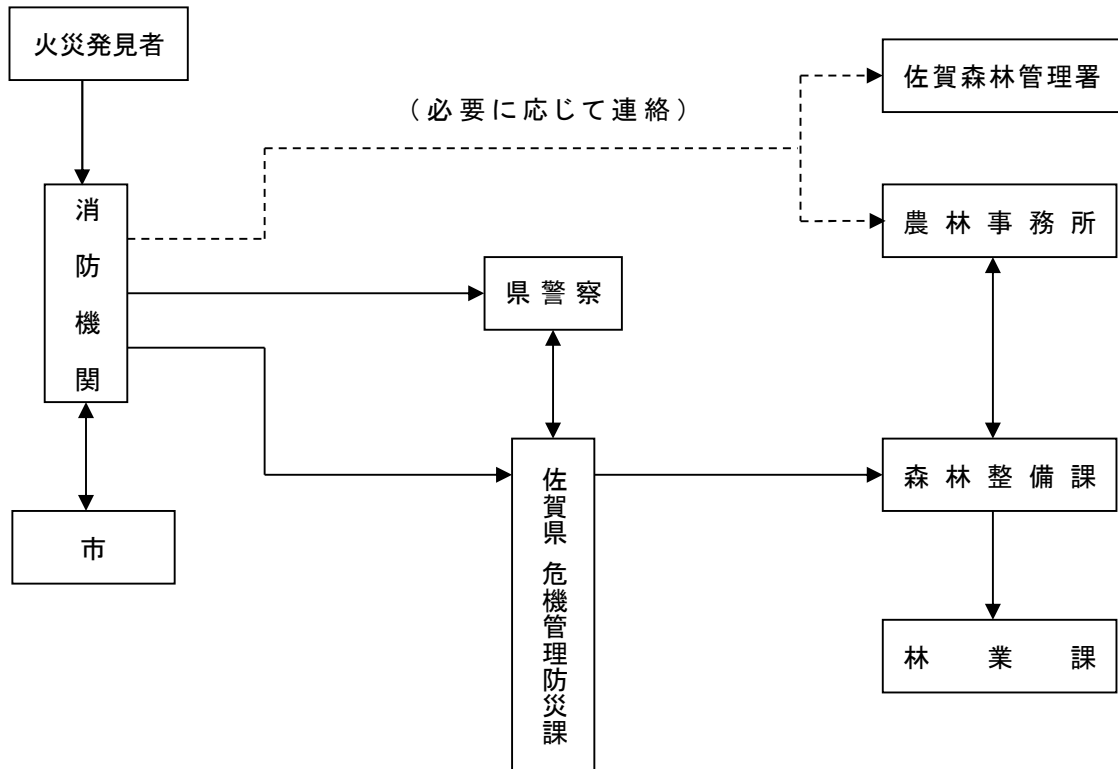 火災発見者
佐賀森林管理署
（必要に応じて連絡）
消防機関
農林事務所
県警察
佐賀県 危機管理防災課
森林整備課
市
林業課